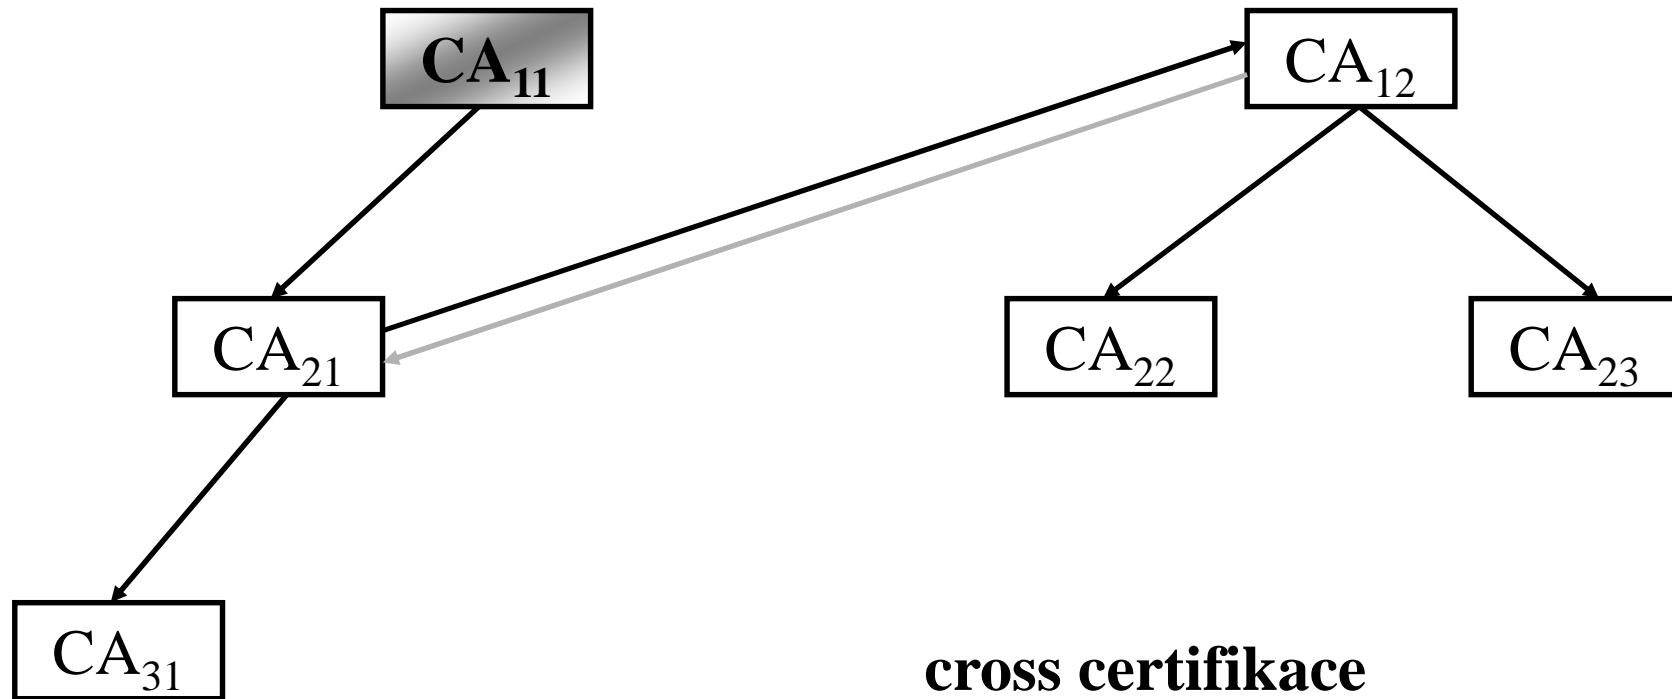 CA₁₁
CA₁₂
CA₂₁
CA₂₂
CA₂₃
CA₃₁
cross certifikace